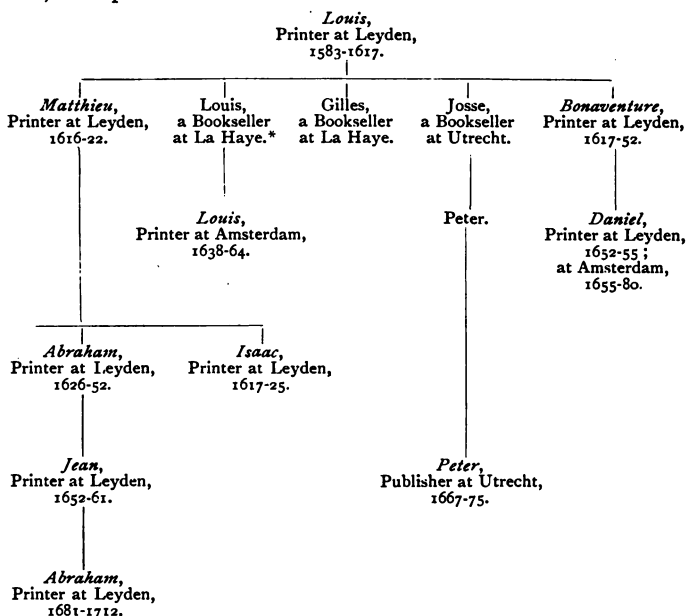 Louis,
Printer at Leyden,
1583-1617.
Matthieu,
Printer at Leyden,
1616-22.
Louis,
a Bookseller
at La Haye.*
Gilles,
a Bookseller
at La Haye.
Josse,
a Bookseller
at Utrecht.
Bonaventure,
Printer at Leyden,
1617-52.
Louis,
Printer at Amsterdam,
1638-64.
Peter.
Daniel,
Printer at Leyden,
1652-55 ;
at Amsterdam,
1655-80.
Abraham,
Printer at Leyden,
1626-52.
Isaac,
Printer at Leyden,
1617-25.
Jean,
Printer at Leyden,
1652-61.
Peter,
Publisher at Utrecht,
1667-75.
Abraham,
Printer at Leyden,
1681-1712.